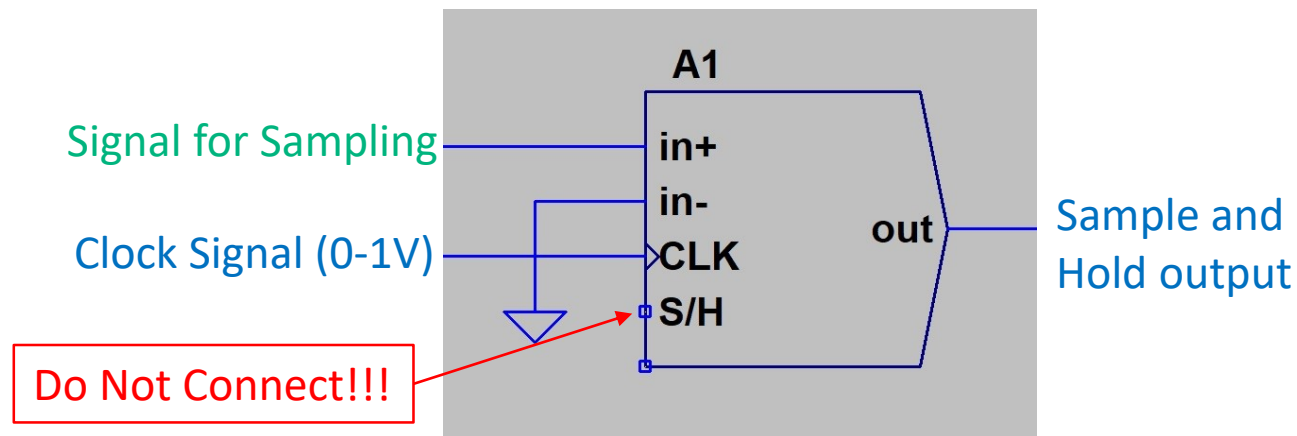 A1
Signal for Sampling
in+
in-
Clock Signal (0-1V)
CLK
S/H
out
Sample and
Hold output
Do Not Connect!!!